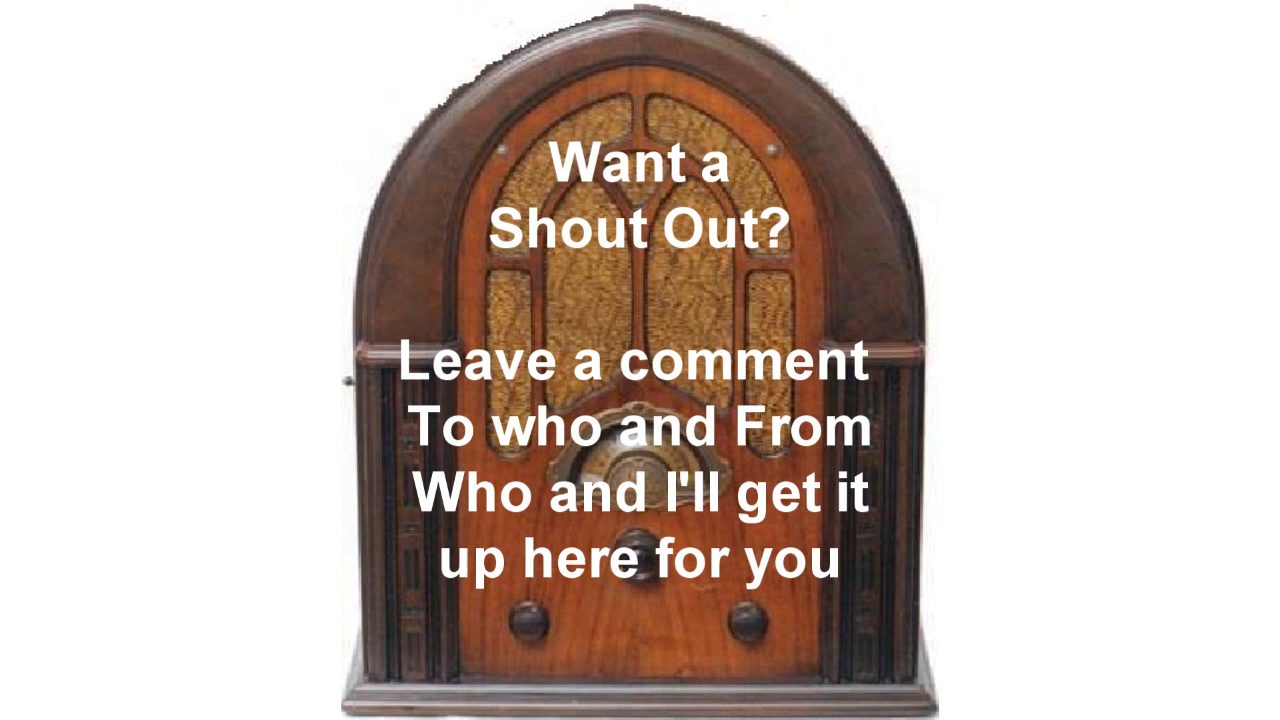 Want a
Shout Out?
Leave a comment
To who and From
Who and I'll get it
up here for you